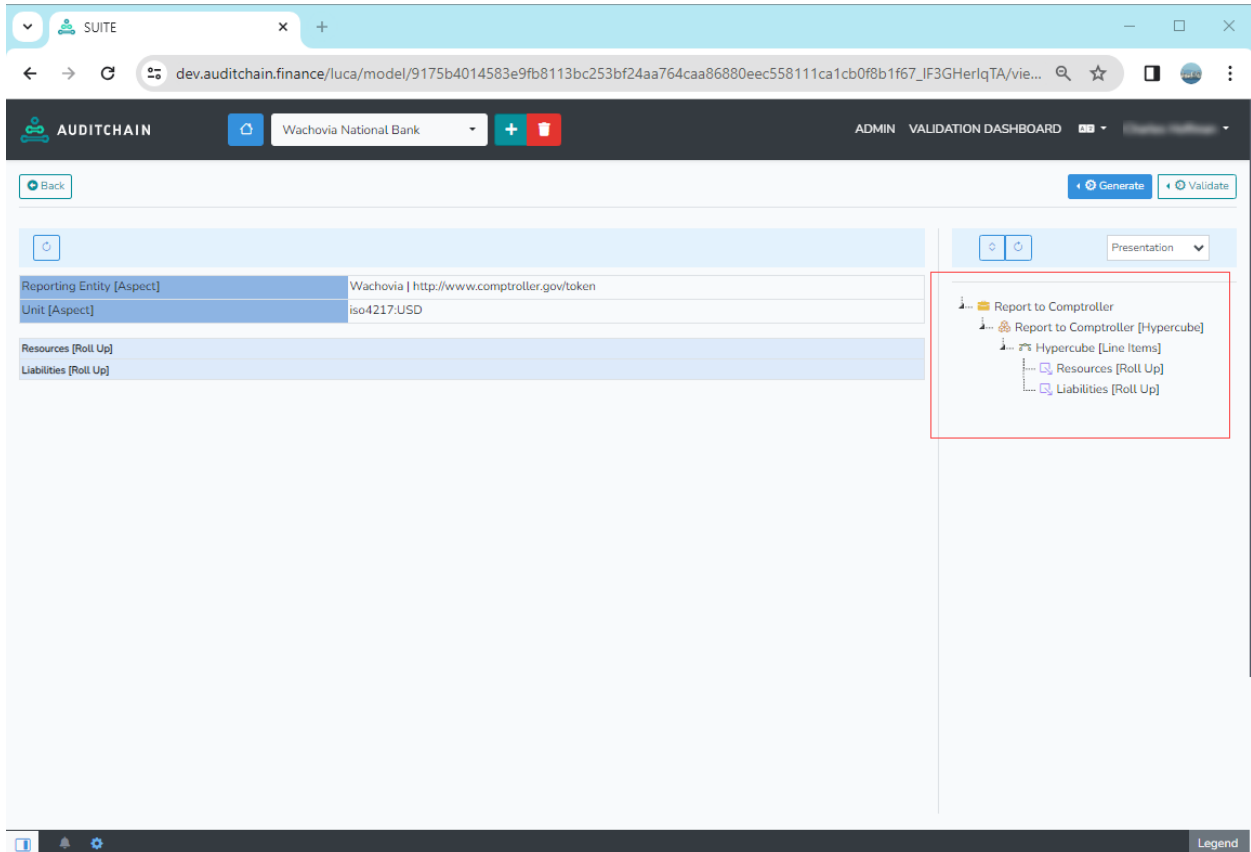 SUITE
dev.auditchain.finance/luca/model/9175b4014583e9fb8113bc253bf24aa764caa86880eec558111ca1cb0f8b1f67_IF3GHerIqTA/vie...
AUDITCHAIN
Wachovia National Bank
ADMIN VALIDATION DASHBOARD
Back
Generate
Validate
Presentation
Reporting Entity [Aspect] Wachovia | http://www.comptroller.gov/token
Unit [Aspect] iso4217:USD
Resources [Roll Up]
Liabilities [Roll Up]
Report to Comptroller
Report to Comptroller [Hypercube]
Hypercube [Line Items]
Resources [Roll Up]
Liabilities [Roll Up]
Legend